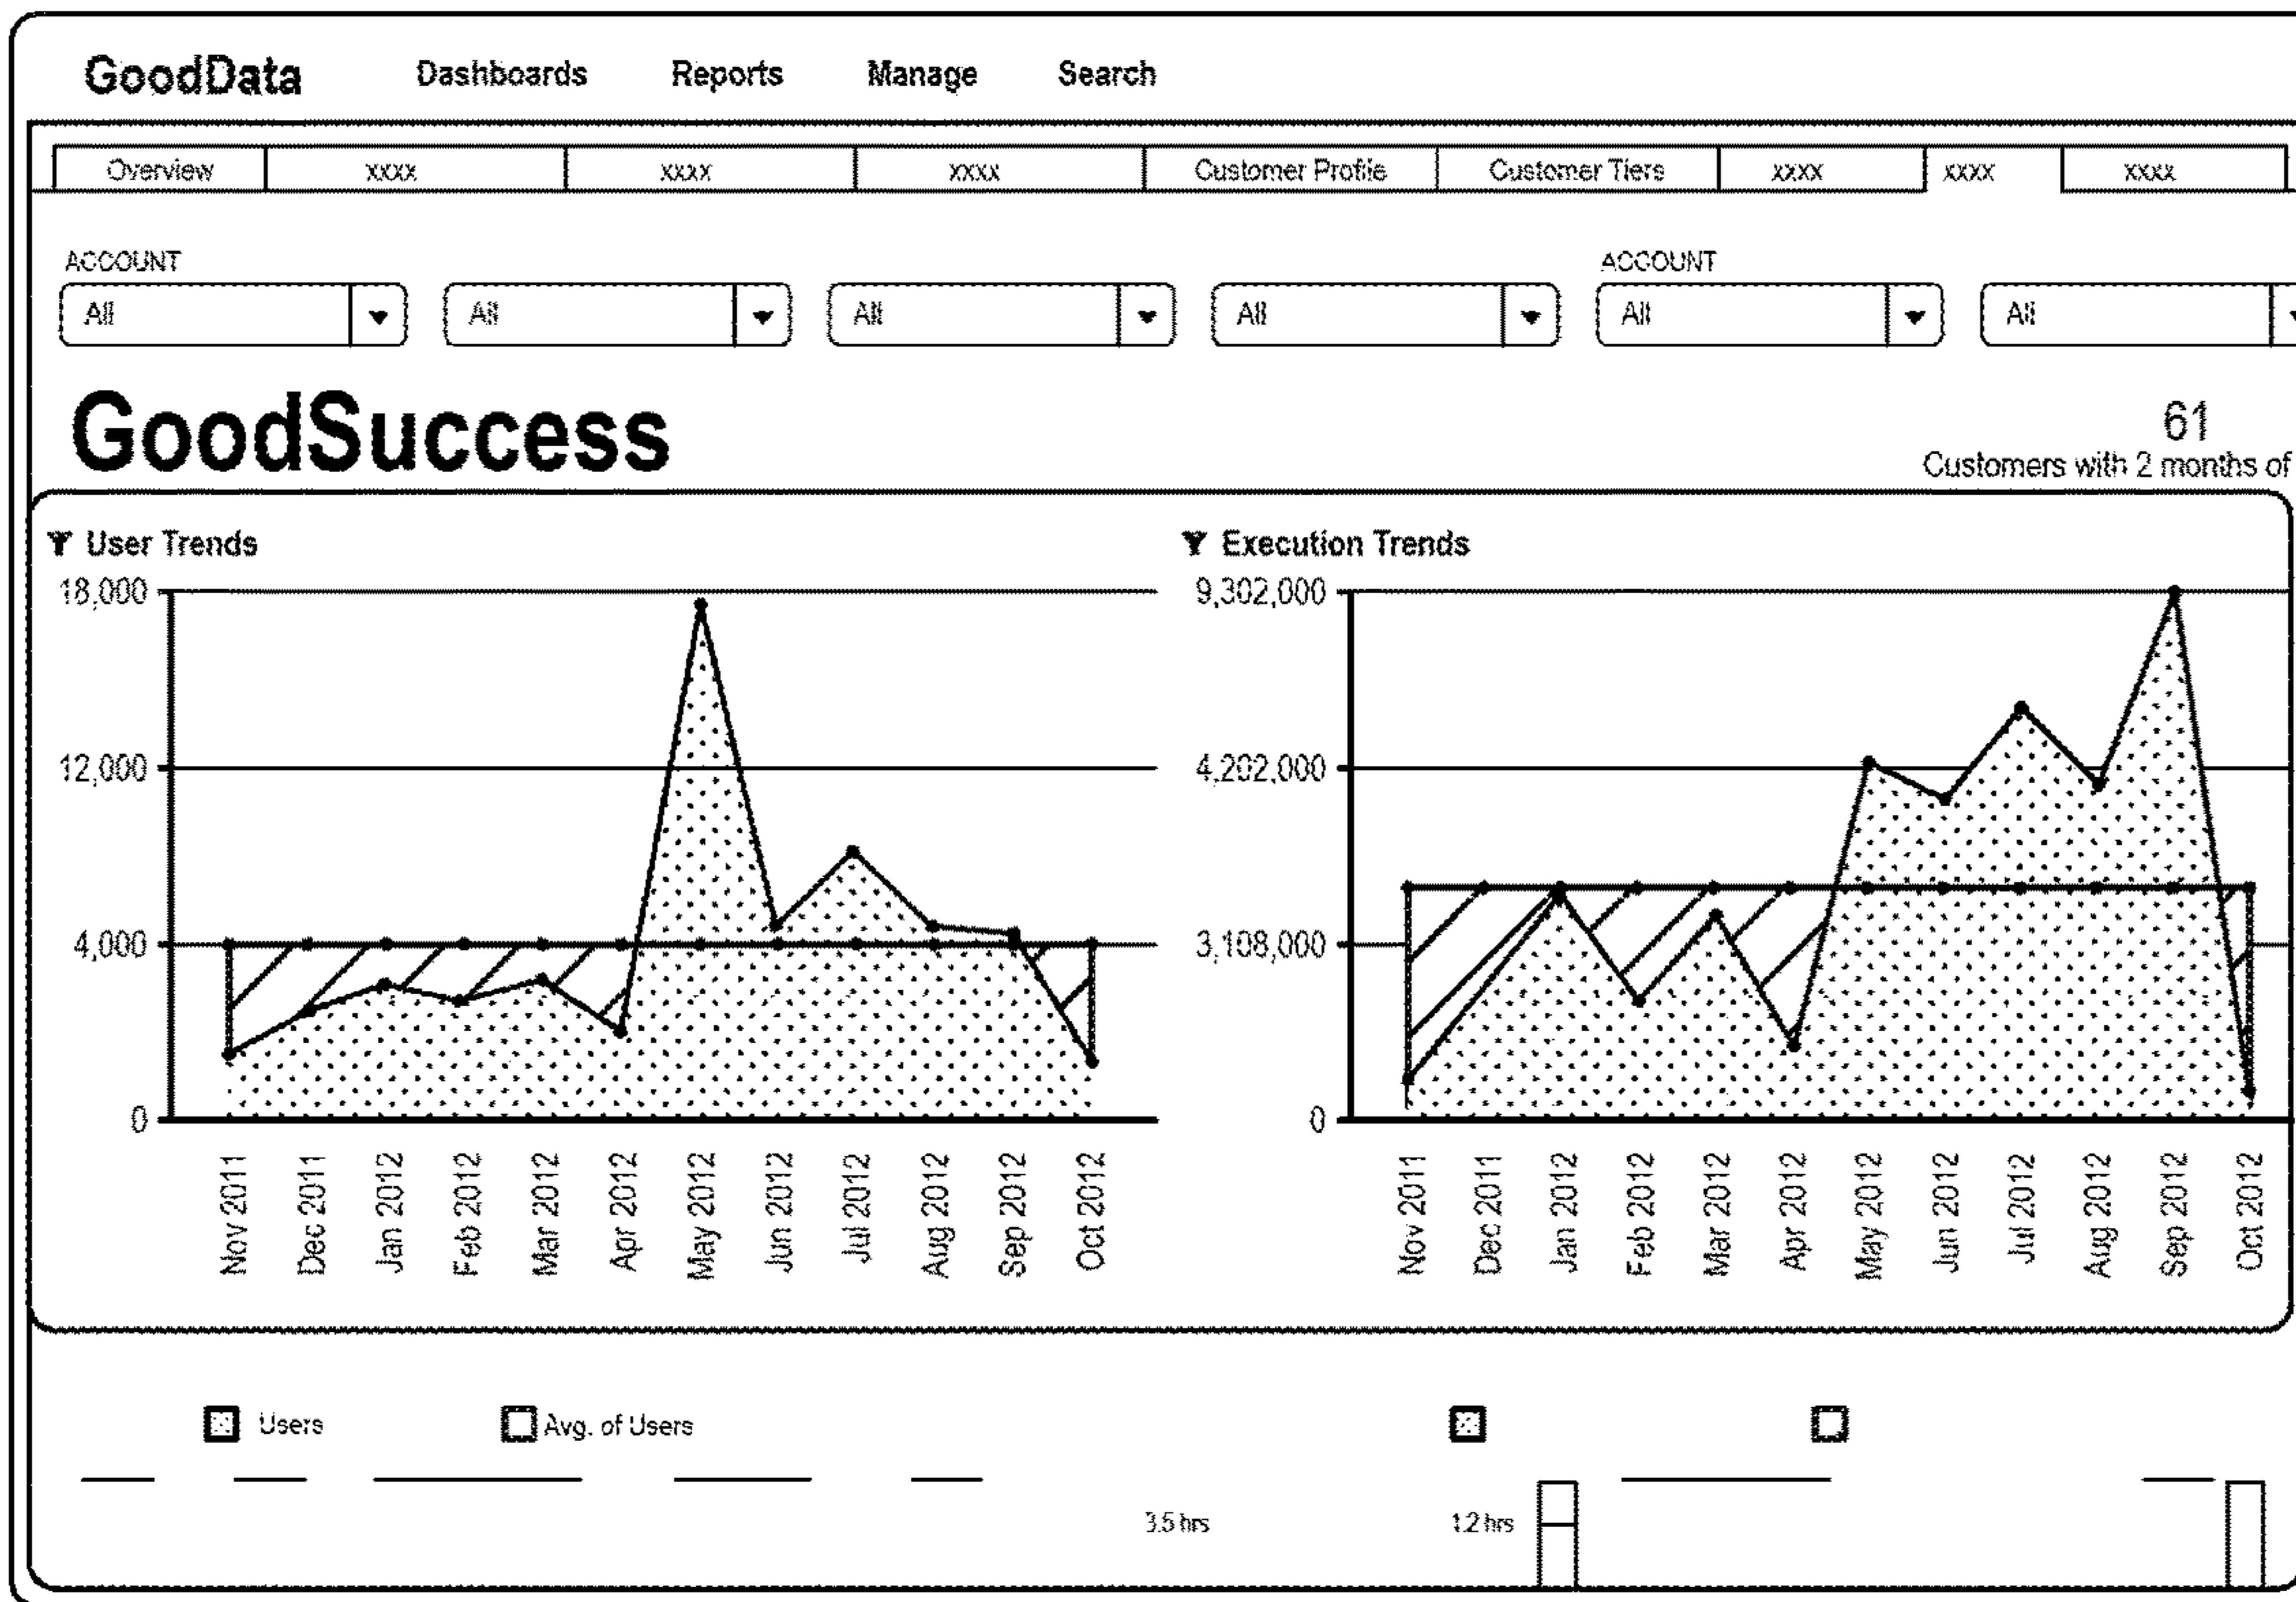 GoodData Dashboards Reports Manage Search
Overview xxxx xxxx xxxx Customer Profile Customer Tiers xxxx xxxx xxxx
ACCOUNT ACCOUNT
All All All All All All
GoodSuccess
61
Customers with 2 months of
User Trends
18,000
12,000
4,000
0
Nov 2011 Dec 2011 Jan 2012 Feb 2012 Mar 2012 Apr 2012 May 2012 Jun 2012 Jul 2012 Aug 2012 Sep 2012 Oct 2012
Execution Trends
9,302,000
4,202,000
3,108,000
0
Nov 2011 Dec 2011 Jan 2012 Feb 2012 Mar 2012 Apr 2012 May 2012 Jun 2012 Jul 2012 Aug 2012 Sep 2012 Oct 2012
Users Avg. of Users
3.5 hrs 1.2 hrs